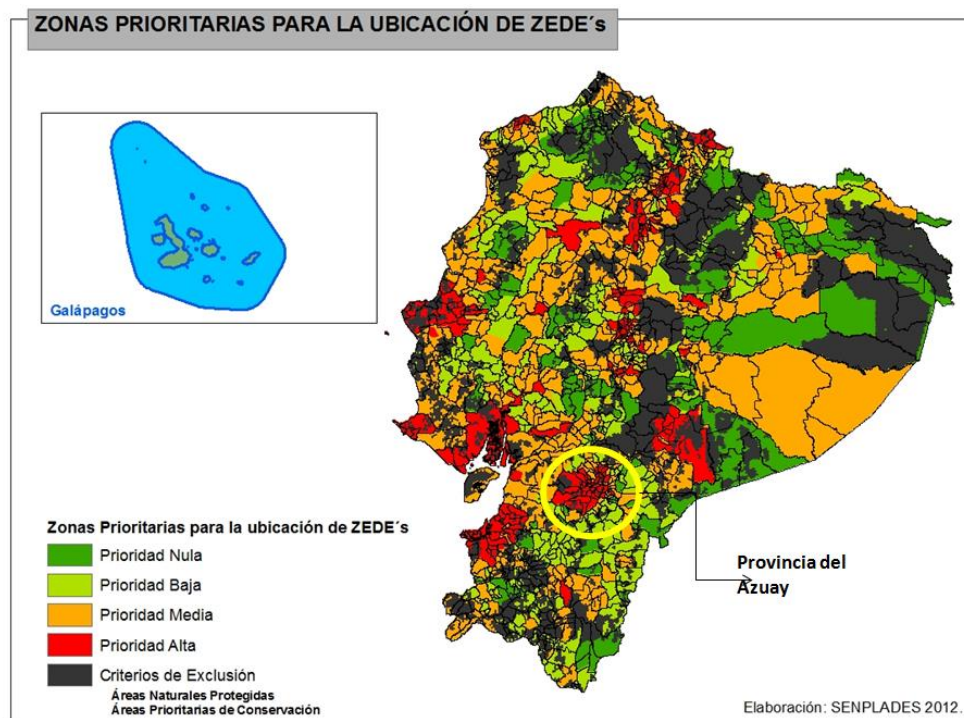 ZONAS PRIORITARIAS PARA LA UBICACIÓN DE ZEDE´s
Galápagos
Zonas Prioritarias para la ubicación de ZEDE´s
Prioridad Nula
Prioridad Baja
Prioridad Media
Prioridad Alta
Criterios de Exclusión
Áreas Naturales Protegidas
Áreas Prioritarias de Conservación
Provincia del
Azuay
Elaboración: SENPLADES 2012.